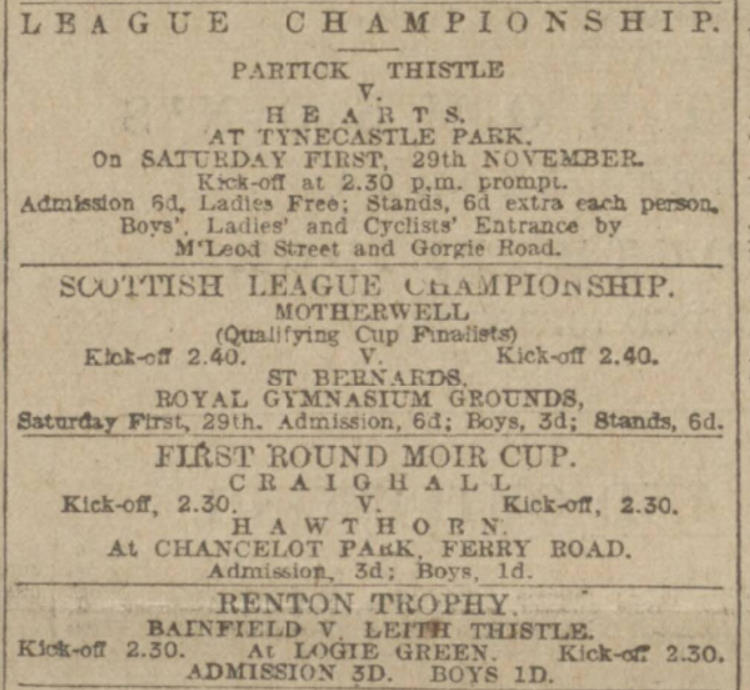 LEAGUE CHAMPIONSHIP.
PARTICK THISTLE
V.
HEARTS.
AT TYNECASTLE PARK.
On SATURDAY FIRST, 29th NOVEMBER.
Kick-off at 2.30 p.m. prompt.
Admission 6d, Ladies Free; Stands, 6d extra each person.
Boys', Ladies' and Cyclists' Entrance by
M'Leod Street and Gorgie Road.
SCOTTISH LEAGUE CHAMPIONSHIP.
MOTHERWELL
(Qualifying Cup Finalists)
Kick-off 2.40. V. Kick-off 2.40.
ST BERNARDS.
ROYAL GYMNASIUM GROUNDS,
Saturday First, 29th. Admission, 6d; Boys, 3d; Stands, 6d.
FIRST ROUND MOIR CUP.
CRAIGHALL
Kick-off, 2.30. V. Kick-off, 2.30.
HAWTHORN.
At CHANCELOT PARK, FERRY ROAD.
Admission, 3d; Boys, 1d.
RENTON TROPHY.
BAINFIELD V. LEITH THISTLE.
Kick-off 2.30. At LOGIE GREEN. Kick-off 2.30.
ADMISSION 3D. BOYS 1D.